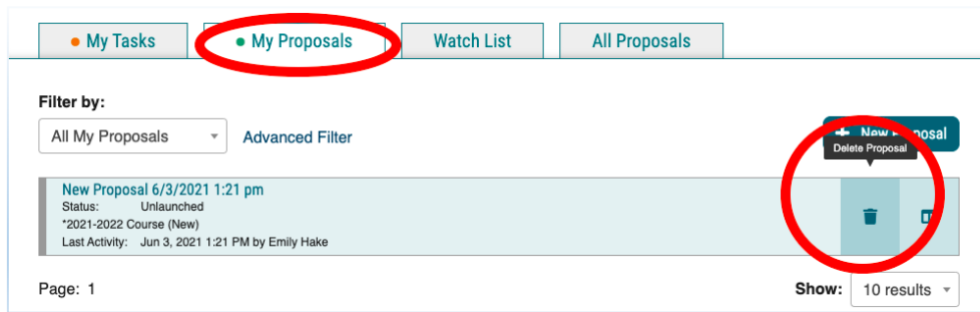 My Tasks
My Proposals
Watch List
All Proposals
Filter by:
All My Proposals
Advanced Filter
New Proposal
Delete Proposal
New Proposal 6/3/2021 1:21 pm
Status: Unlaunched
*2021-2022 Course (New)
Last Activity: Jun 3, 2021 1:21 PM by Emily Hake
Page: 1
Show: 10 results